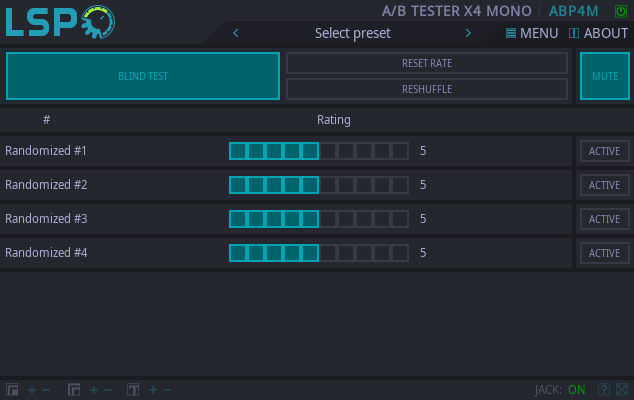 LSP
A/B TESTER X4 MONO ABP4M
Select preset
MENU ABOUT
BLIND TEST
RESET RATE
RESHUFFLE
MUTE
# Rating
Randomized #1 5 ACTIVE
Randomized #2 5 ACTIVE
Randomized #3 5 ACTIVE
Randomized #4 5 ACTIVE
JACK: ON ?